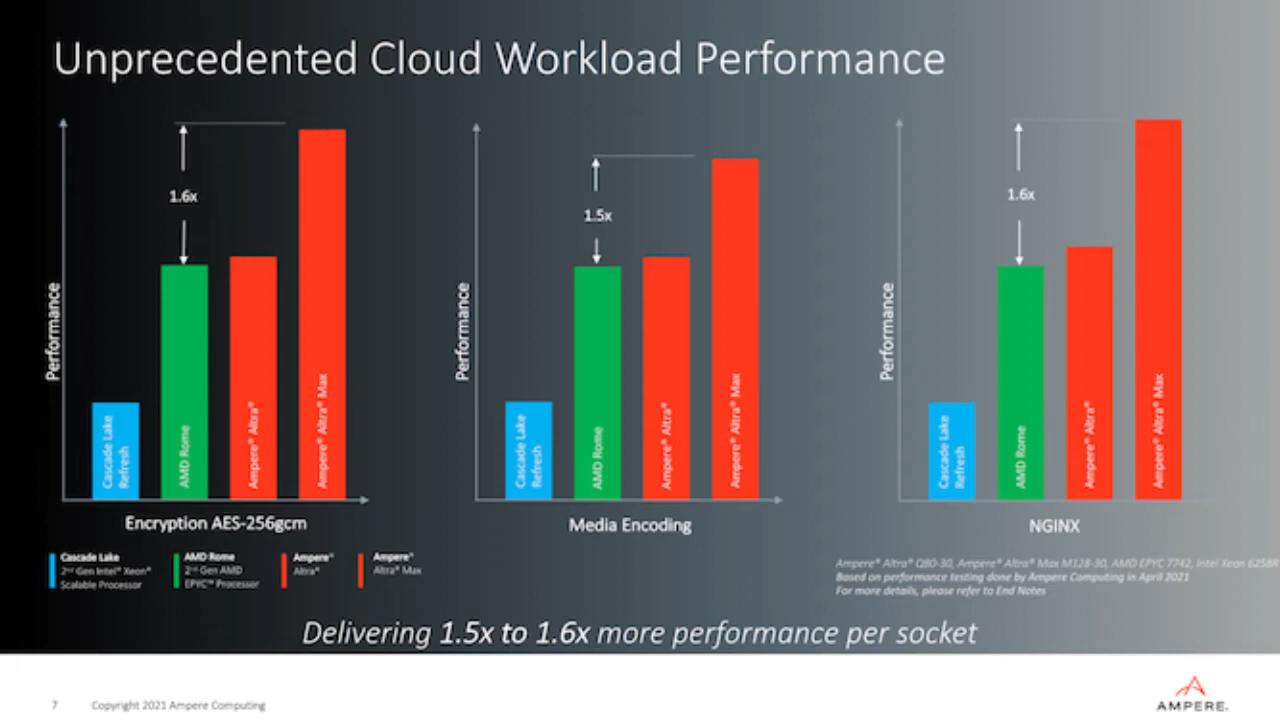 Unprecedented Cloud Workload Performance
1.6x
Performance
Cascade Lake
Refresh
AMD Rome
Ampere® Altra®
Ampere® Altra® Max
Encryption AES-256gcm
1.5x
Performance
Cascade Lake
Refresh
AMD Rome
Ampere® Altra®
Ampere® Altra® Max
Media Encoding
1.6x
Performance
Cascade Lake
Refresh
AMD Rome
Ampere® Altra®
Ampere® Altra® Max
NGINX
Cascade Lake
2nd Gen Intel® Xeon®
Scalable Processor
AMD Rome
2nd Gen AMD
EPYC™ Processor
Ampere®
Altra®
Ampere®
Altra® Max
Ampere® Altra® Q80-30, Ampere® Altra® Max M128-30, AMD EPYC 7742, Intel Xeon 6258R
Based on performance testing done by Ampere Computing in April 2021
For more details, please refer to End Notes
Delivering 1.5x to 1.6x more performance per socket
7 Copyright 2021 Ampere Computing
AMPERE.